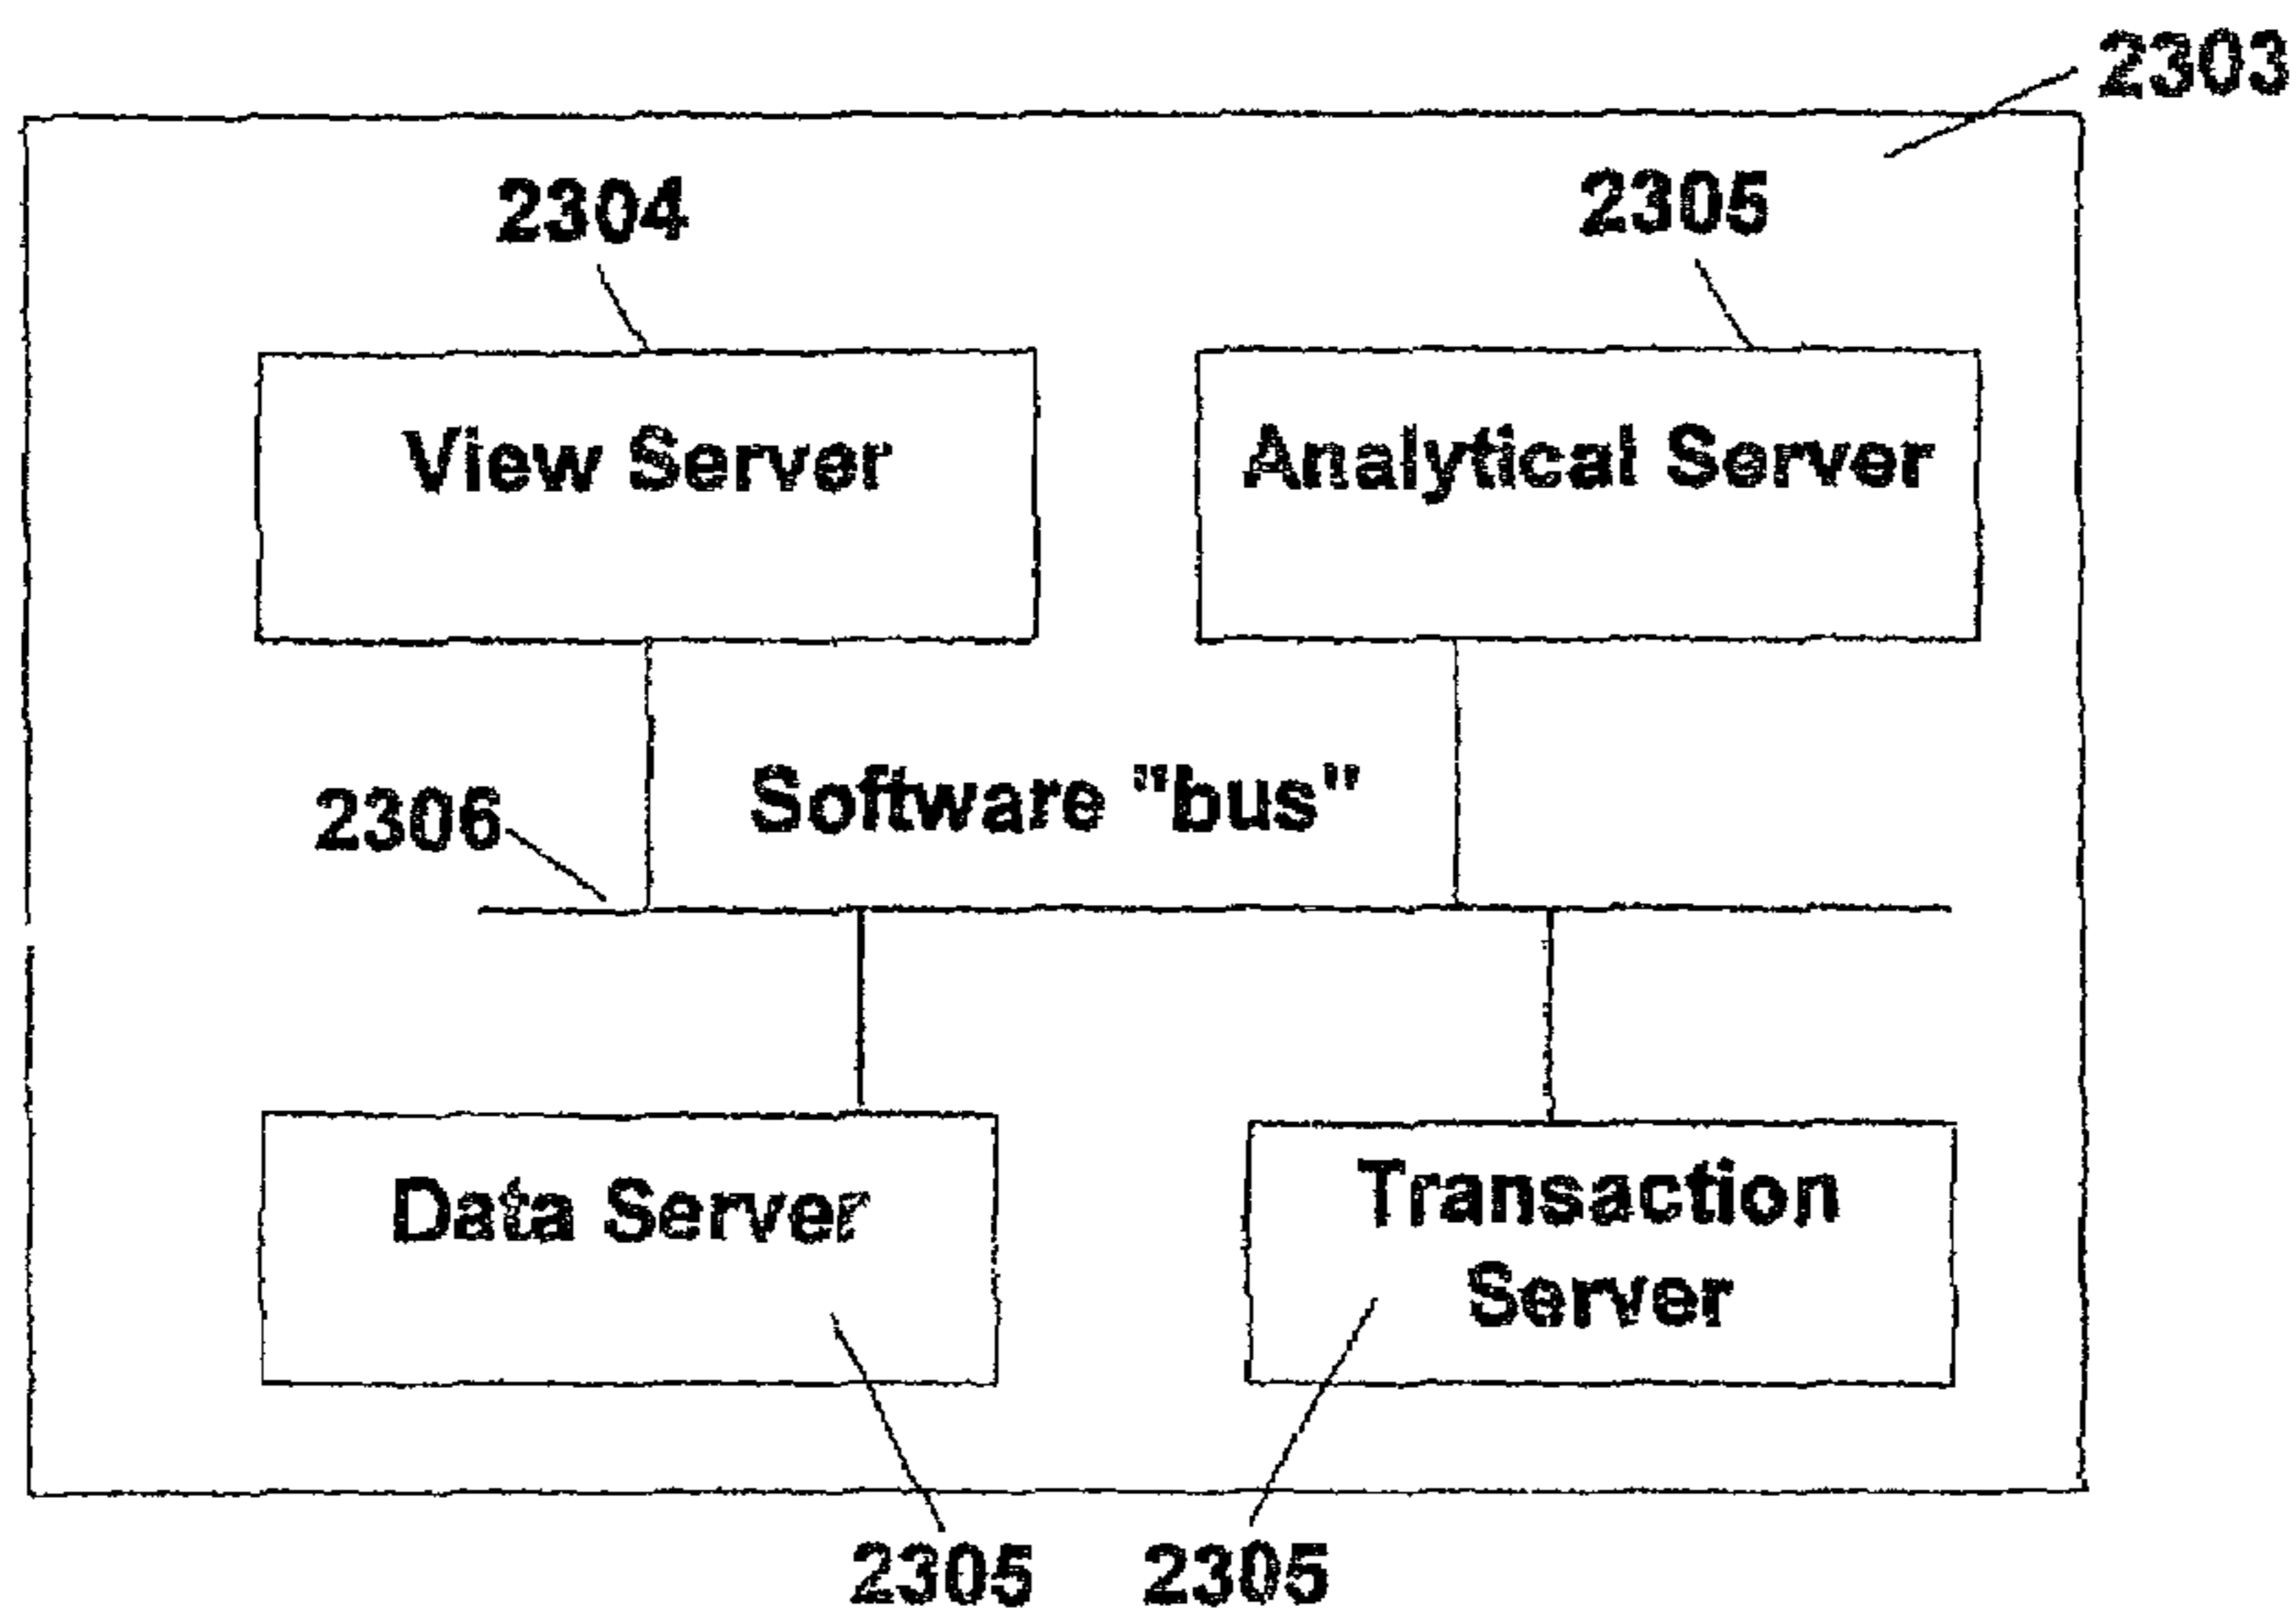 2303
2304
2305
View Server
Analytical Server
Software "bus"
2306
Data Server
Transaction
Server
2305
2305